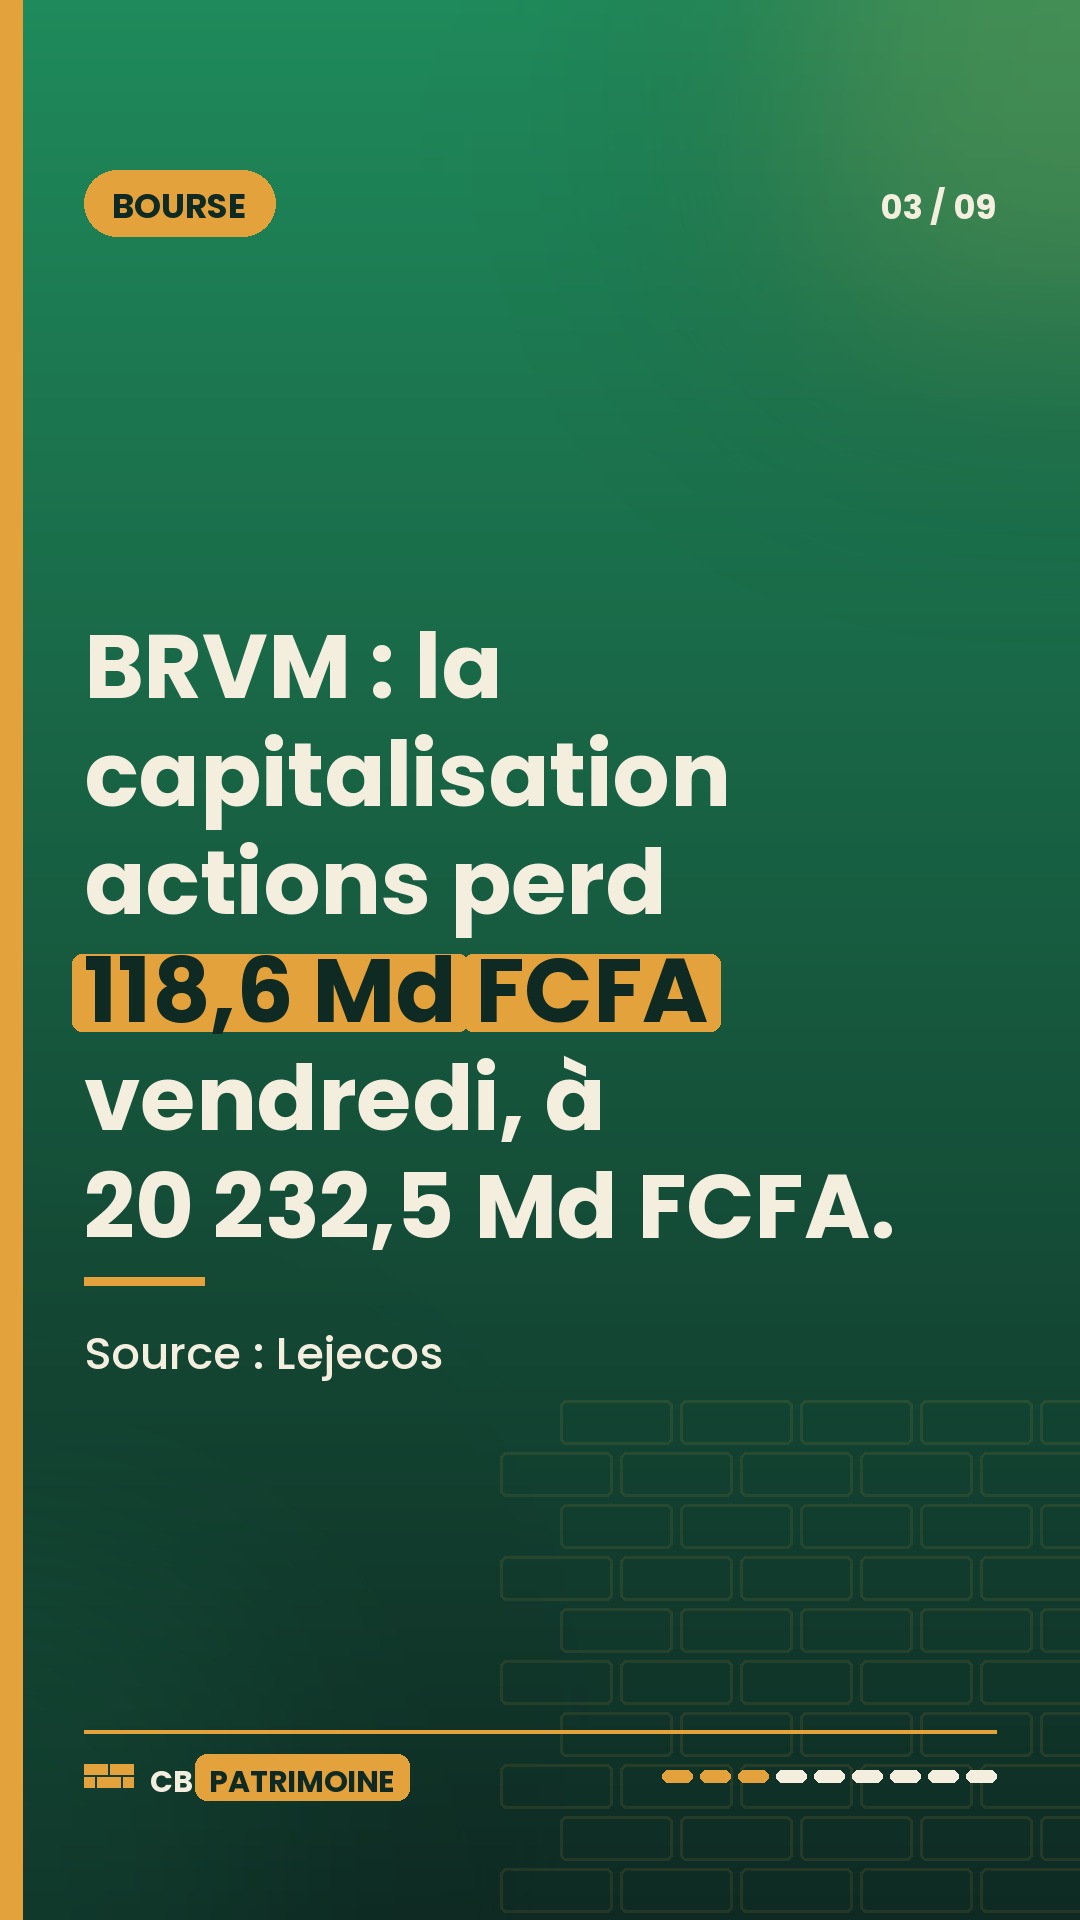 BOURSE
03 / 09
BRVM : la
capitalisation
actions perd
118,6 Md FCFA
vendredi, à
20 232,5 Md FCFA.
Source : Lejecos
CB PATRIMOINE